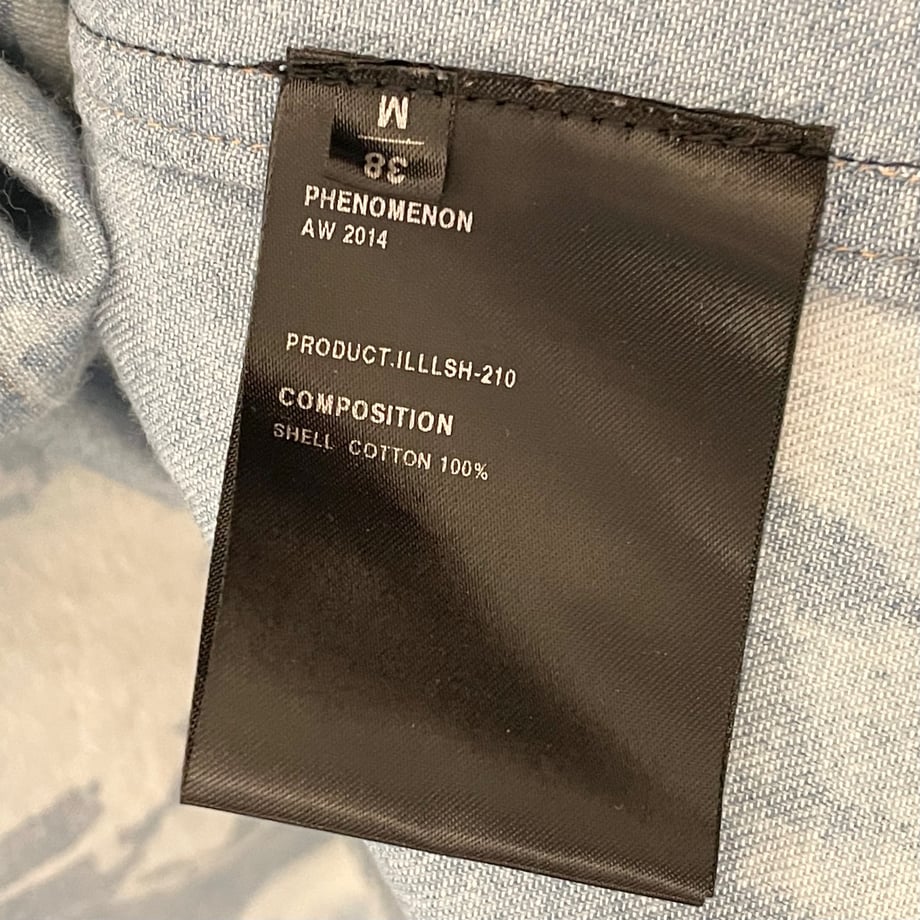 M
38
PHENOMENON
AW 2014
PRODUCT.ILLLSH-210
COMPOSITION
SHELL COTTON 100%